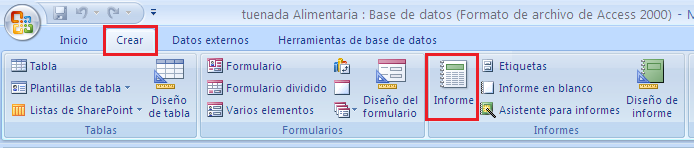 tuenada Alimentaria : Base de datos (Formato de archivo de Access 2000) - M
Inicio Crear Datos externos Herramientas de base de datos
Tabla
Plantillas de tabla
Listas de SharePoint
Diseño de tabla
Tablas
Formulario
Formulario dividido
Varios elementos
Diseño del formulario
Formularios
Informe
Etiquetas
Informe en blanco
Asistente para informes
Diseño de informe
Informes